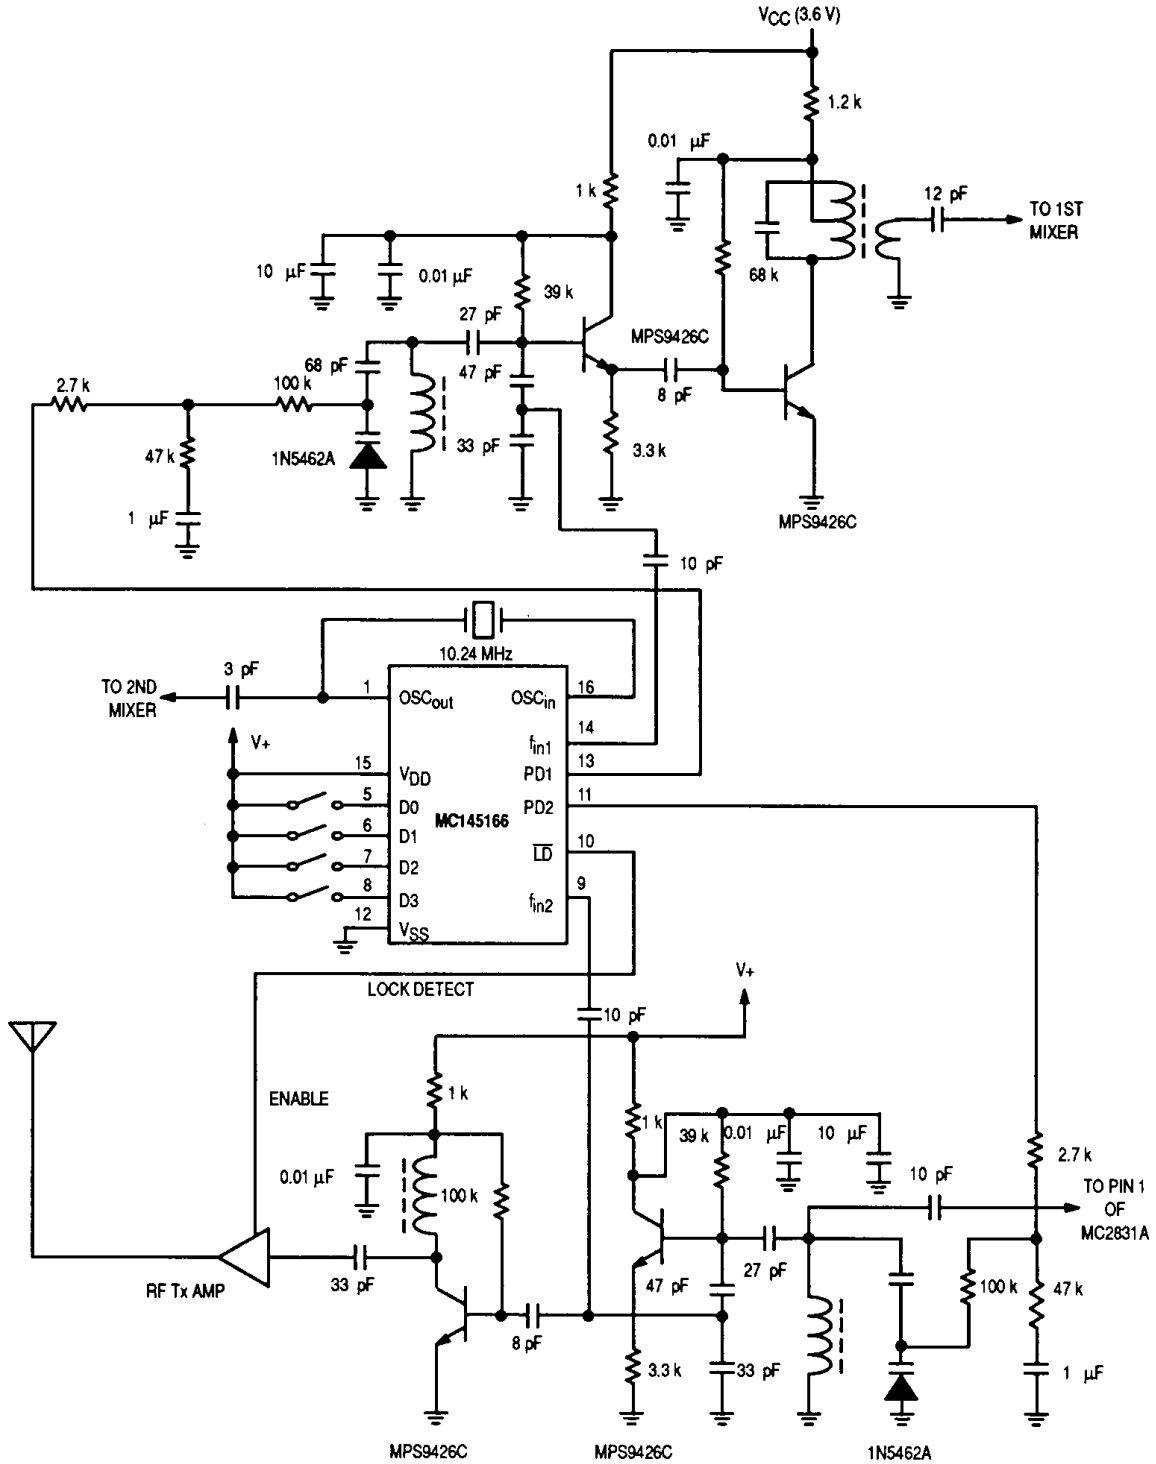 VCC (3.6 V)
1.2 k
0.01 μF
1 k
12 pF
TO 1ST
MIXER
10 μF
0.01 μF
39 k
68 k
27 pF
MPS9426C
68 pF
47 pF
8 pF
2.7 k
100 k
47 k
1N5462A
33 pF
3.3 k
1 μF
MPS9426C
10 pF
10.24 MHz
3 pF
TO 2ND
MIXER
1
OSCout
OSCin
16
V+
fin1
14
15
VDD
PD1
13
5
D0
PD2
11
MC145166
6
D1
LD
10
7
D2
8
D3
fin2
9
12
VSS
LOCK DETECT
V+
10 pF
ENABLE
1 k
1 k
39 k
0.01 μF
10 μF
2.7 k
0.01 μF
100 k
10 pF
TO PIN 1
OF
MC2831A
RF Tx AMP
33 pF
47 pF
27 pF
100 k
47 k
8 pF
3.3 k
33 pF
1 μF
MPS9426C
MPS9426C
1N5462A